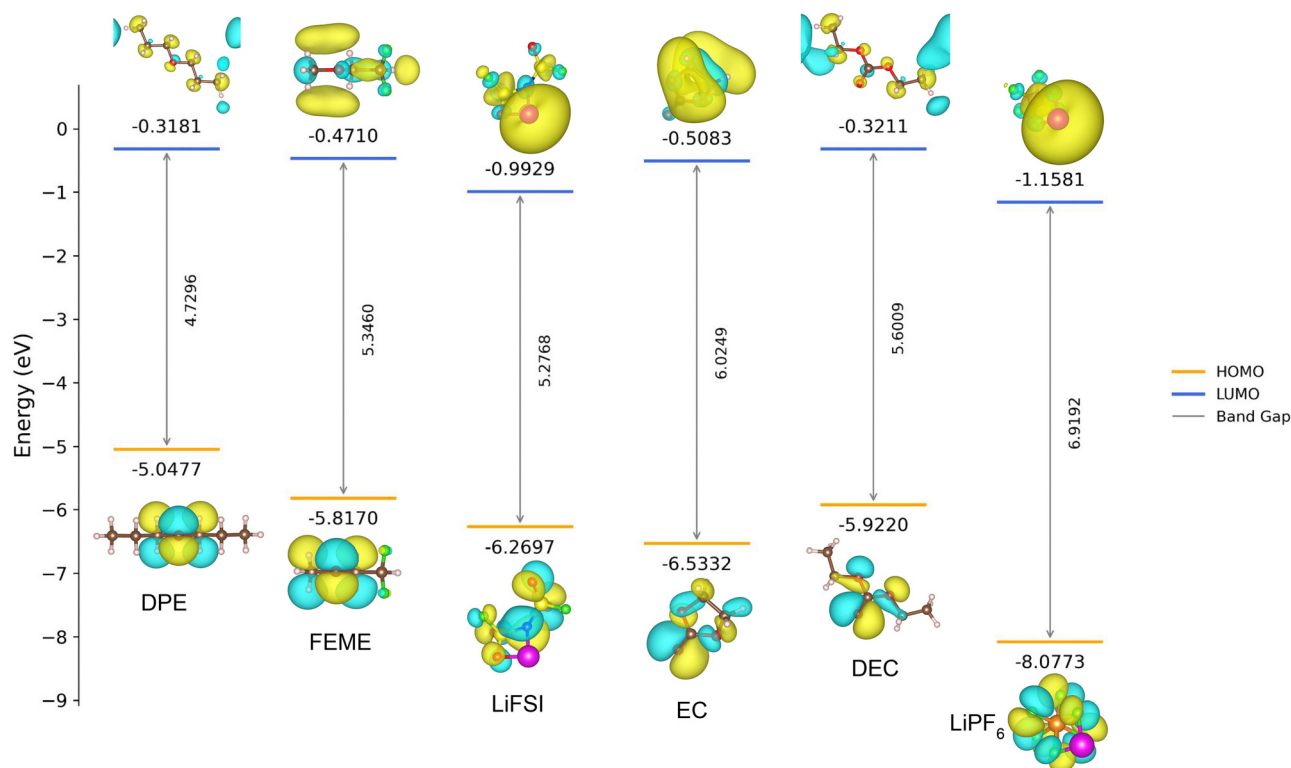 -0.3181
-0.4710
-0.9929
-0.5083
-0.3211
-1.1581
0
−1
−2
−3
−4
−5
−6
−7
−8
−9
Energy (eV)
4.7296
5.3460
5.2768
6.0249
5.6009
6.9192
HOMO
LUMO
Band Gap
-5.0477
-5.8170
-6.2697
-6.5332
-5.9220
-8.0773
DPE
FEME
LiFSI
EC
DEC
LiPF₆